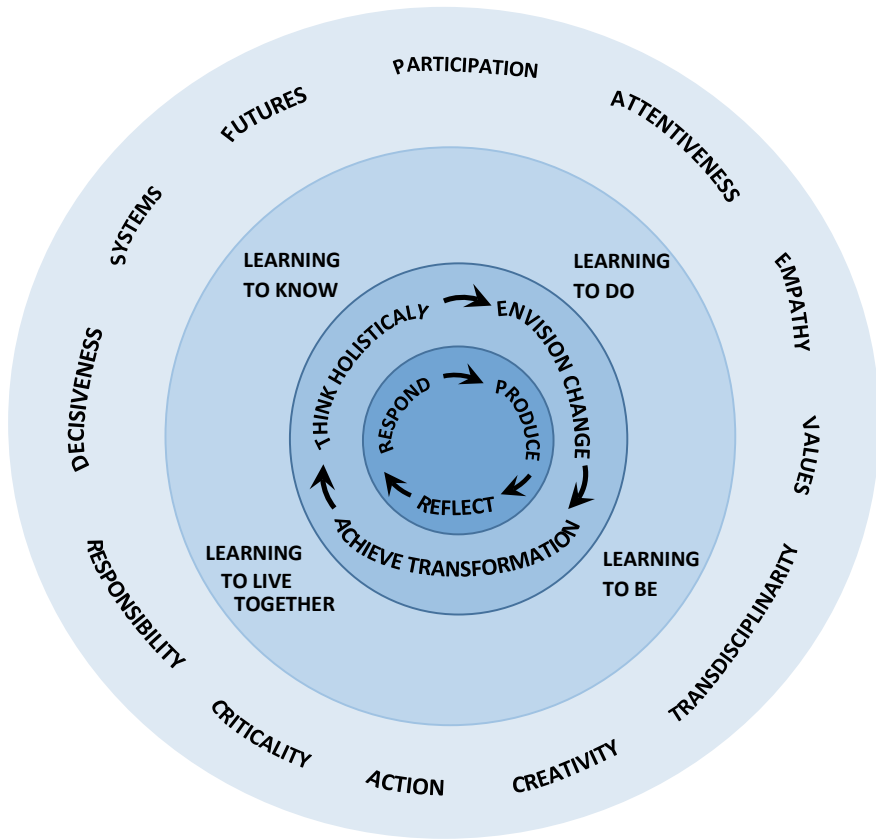 PARTICIPATION
ATTENTIVENESS
EMPATHY
VALUES
TRANSDISCIPLINARITY
CREATIVITY
ACTION
CRITICALITY
RESPONSIBILITY
DECISIVENESS
SYSTEMS
FUTURES
LEARNING
TO KNOW
LEARNING
TO DO
LEARNING
TO BE
LEARNING
TO LIVE
TOGETHER
THINK HOLISTICALY
ENVISION CHANGE
ACHIEVE TRANSFORMATION
RESPOND
PRODUCE
REFLECT